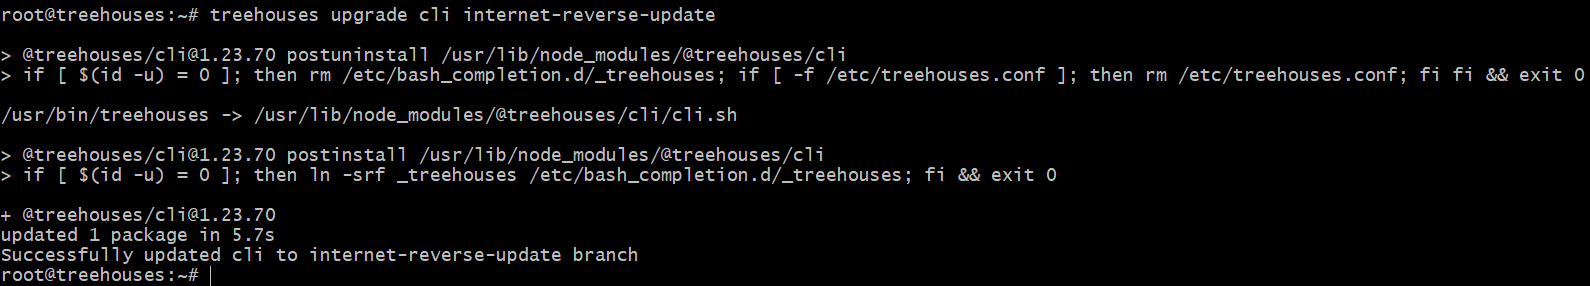 root@treehouses:~# treehouses upgrade cli internet-reverse-update
> @treehouses/cli@1.23.70 postuninstall /usr/lib/node_modules/@treehouses/cli
> if [ $(id -u) = 0 ]; then rm /etc/bash_completion.d/_treehouses; if [ -f /etc/treehouses.conf ]; then rm /etc/treehouses.conf; fi fi && exit 0
/usr/bin/treehouses -> /usr/lib/node_modules/@treehouses/cli/cli.sh
> @treehouses/cli@1.23.70 postinstall /usr/lib/node_modules/@treehouses/cli
> if [ $(id -u) = 0 ]; then ln -srf _treehouses /etc/bash_completion.d/_treehouses; fi && exit 0
+ @treehouses/cli@1.23.70
updated 1 package in 5.7s
Successfully updated cli to internet-reverse-update branch
root@treehouses:~#